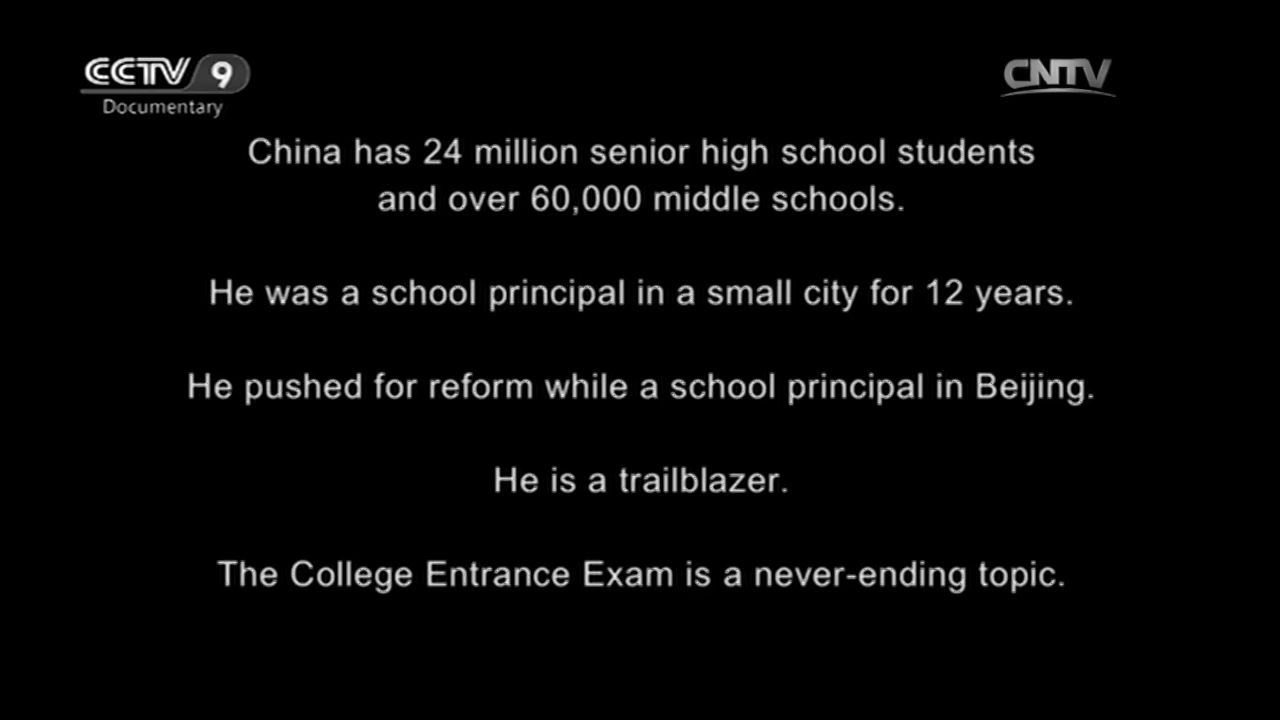 CCTV 9
CNTV
Documentary
China has 24 million senior high school students
and over 60,000 middle schools.
He was a school principal in a small city for 12 years.
He pushed for reform while a school principal in Beijing.
He is a trailblazer.
The College Entrance Exam is a never-ending topic.